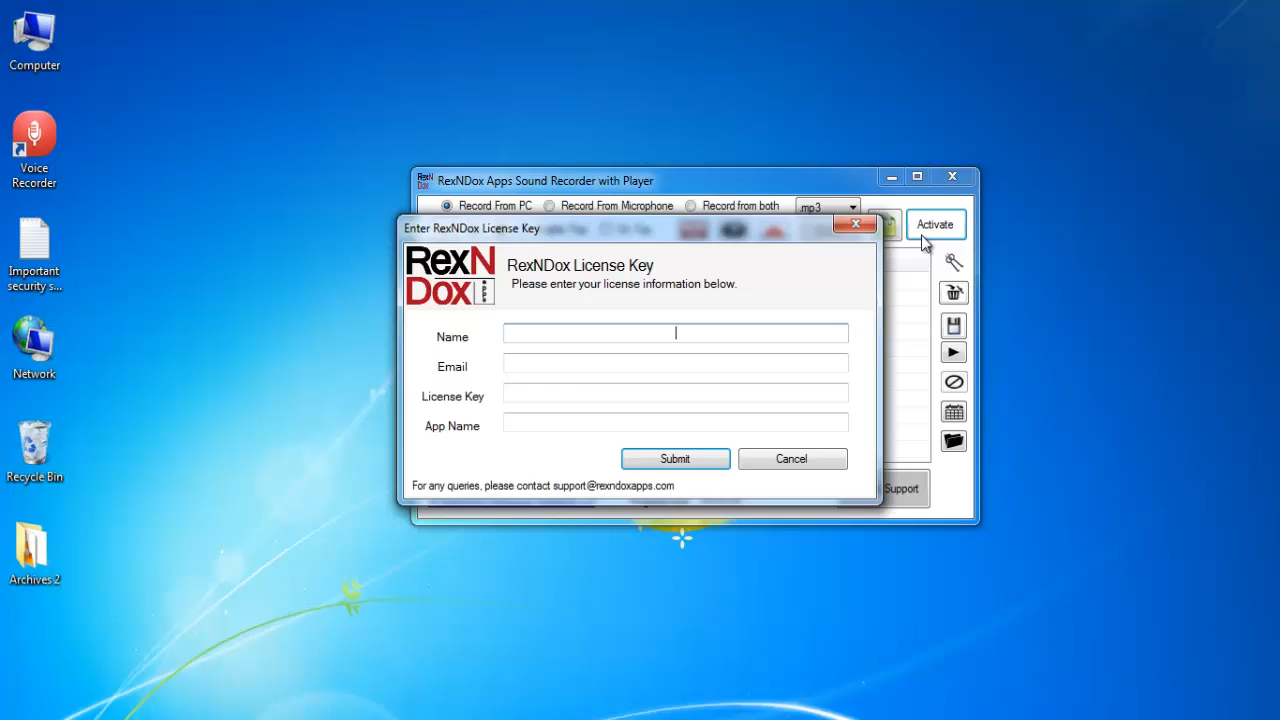 Computer
Voice
Recorder
Important
security s...
Network
Recycle Bin
Archives 2
RexN
Dox
RexNDox Apps Sound Recorder with Player
Record From PC
Record From Microphone
Record from both
.mp3
Activate
Support
Enter RexNDox License Key
RexN
Dox
apps
RexNDox License Key
Please enter your license information below.
Name
Email
License Key
App Name
Submit
Cancel
For any queries, please contact support@rexndoxapps.com